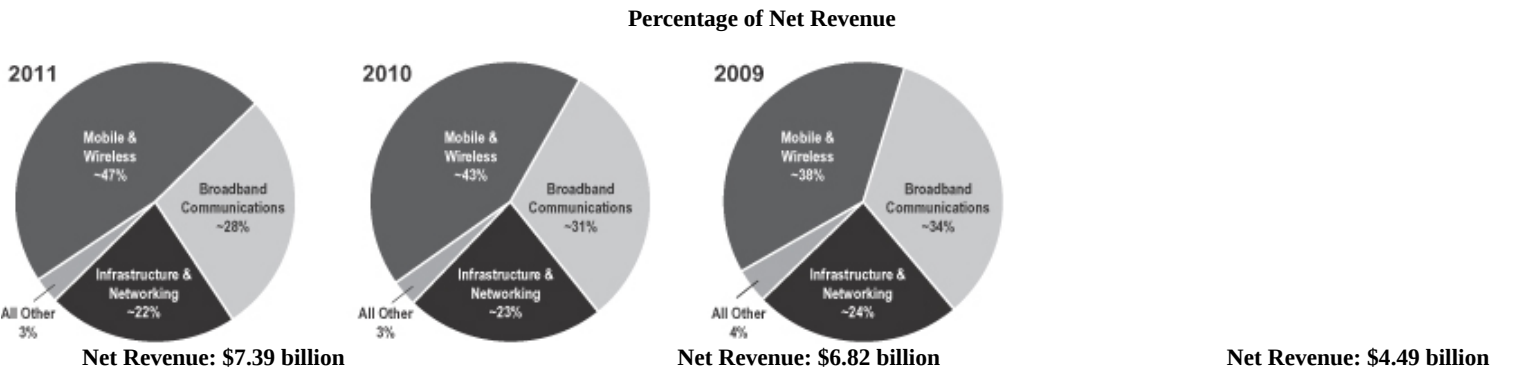 Percentage of Net Revenue
2011
Mobile &
Wireless
~47%
Broadband
Communications
~28%
Infrastructure &
Networking
~22%
All Other
3%
2010
Mobile &
Wireless
~43%
Broadband
Communications
~31%
Infrastructure &
Networking
~23%
All Other
3%
2009
Mobile &
Wireless
~38%
Broadband
Communications
~34%
Infrastructure &
Networking
~24%
All Other
4%
Net Revenue: $7.39 billion
Net Revenue: $6.82 billion
Net Revenue: $4.49 billion